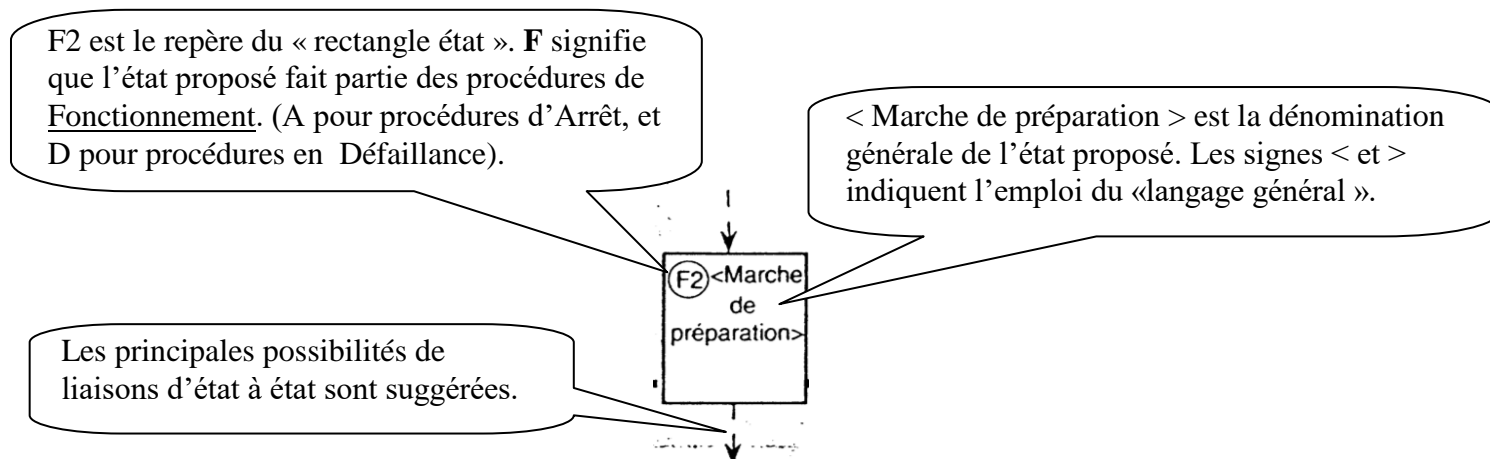 F2 est le repère du « rectangle état ». F signifie
que l’état proposé fait partie des procédures de
Fonctionnement. (A pour procédures d’Arrêt, et
D pour procédures en Défaillance).
< Marche de préparation > est la dénomination
générale de l’état proposé. Les signes < et >
indiquent l’emploi du «langage général ».
F2 <Marche
de
préparation>
Les principales possibilités de
liaisons d’état à état sont suggérées.